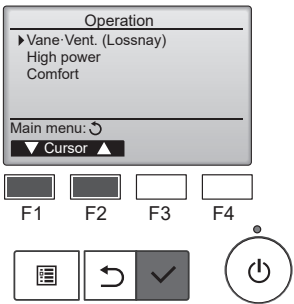 Operation
Vane·Vent. (Lossnay)
High power
Comfort
Main menu:
Cursor
F1 F2 F3 F4